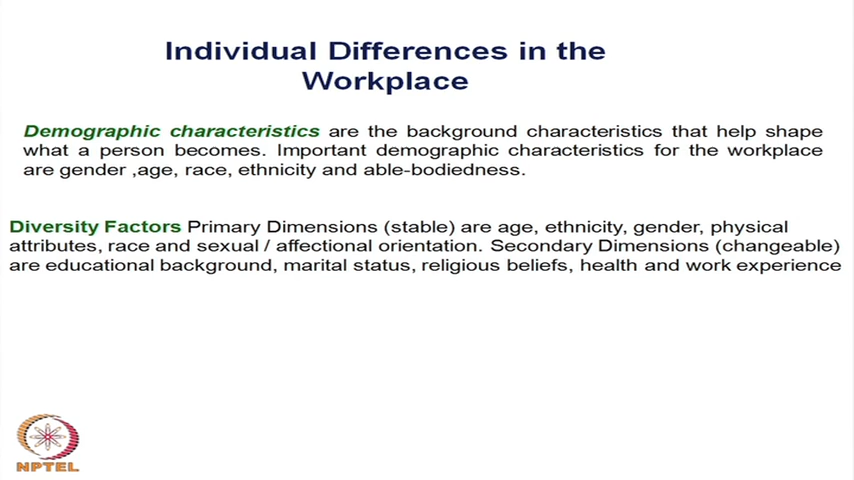 Individual Differences in the
Workplace
Demographic characteristics are the background characteristics that help shape
what a person becomes. Important demographic characteristics for the workplace
are gender ,age, race, ethnicity and able-bodiedness.
Diversity Factors Primary Dimensions (stable) are age, ethnicity, gender, physical
attributes, race and sexual / affectional orientation. Secondary Dimensions (changeable)
are educational background, marital status, religious beliefs, health and work experience
NPTEL